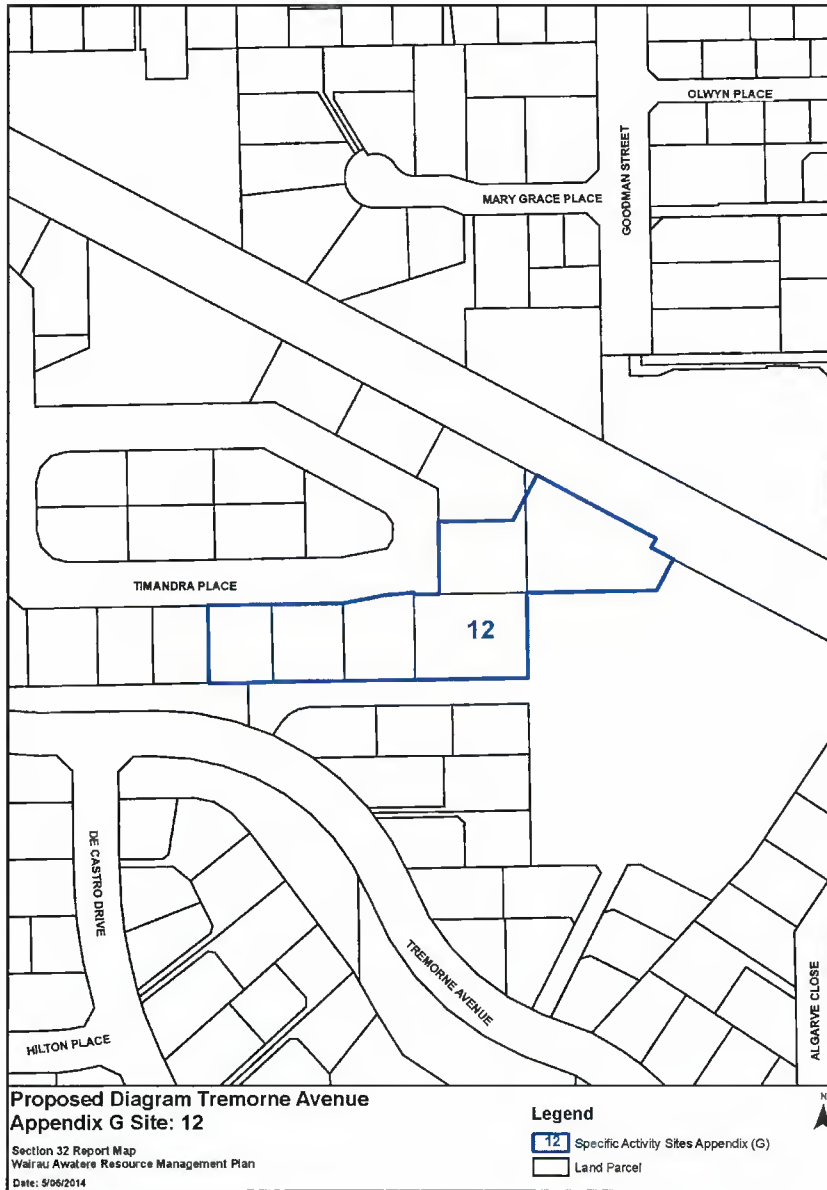 OLWYN PLACE
GOODMAN STREET
MARY GRACE PLACE
TIMANDRA PLACE
12
DE CASTRO DRIVE
TREMORNE AVENUE
ALGARVE CLOSE
HILTON PLACE
Proposed Diagram Tremorne Avenue
Appendix G Site: 12
Section 32 Report Map
Wairau Awatere Resource Management Plan
Date: 5/06/2014
Legend
12 Specific Activity Sites Appendix (G)
Land Parcel
N